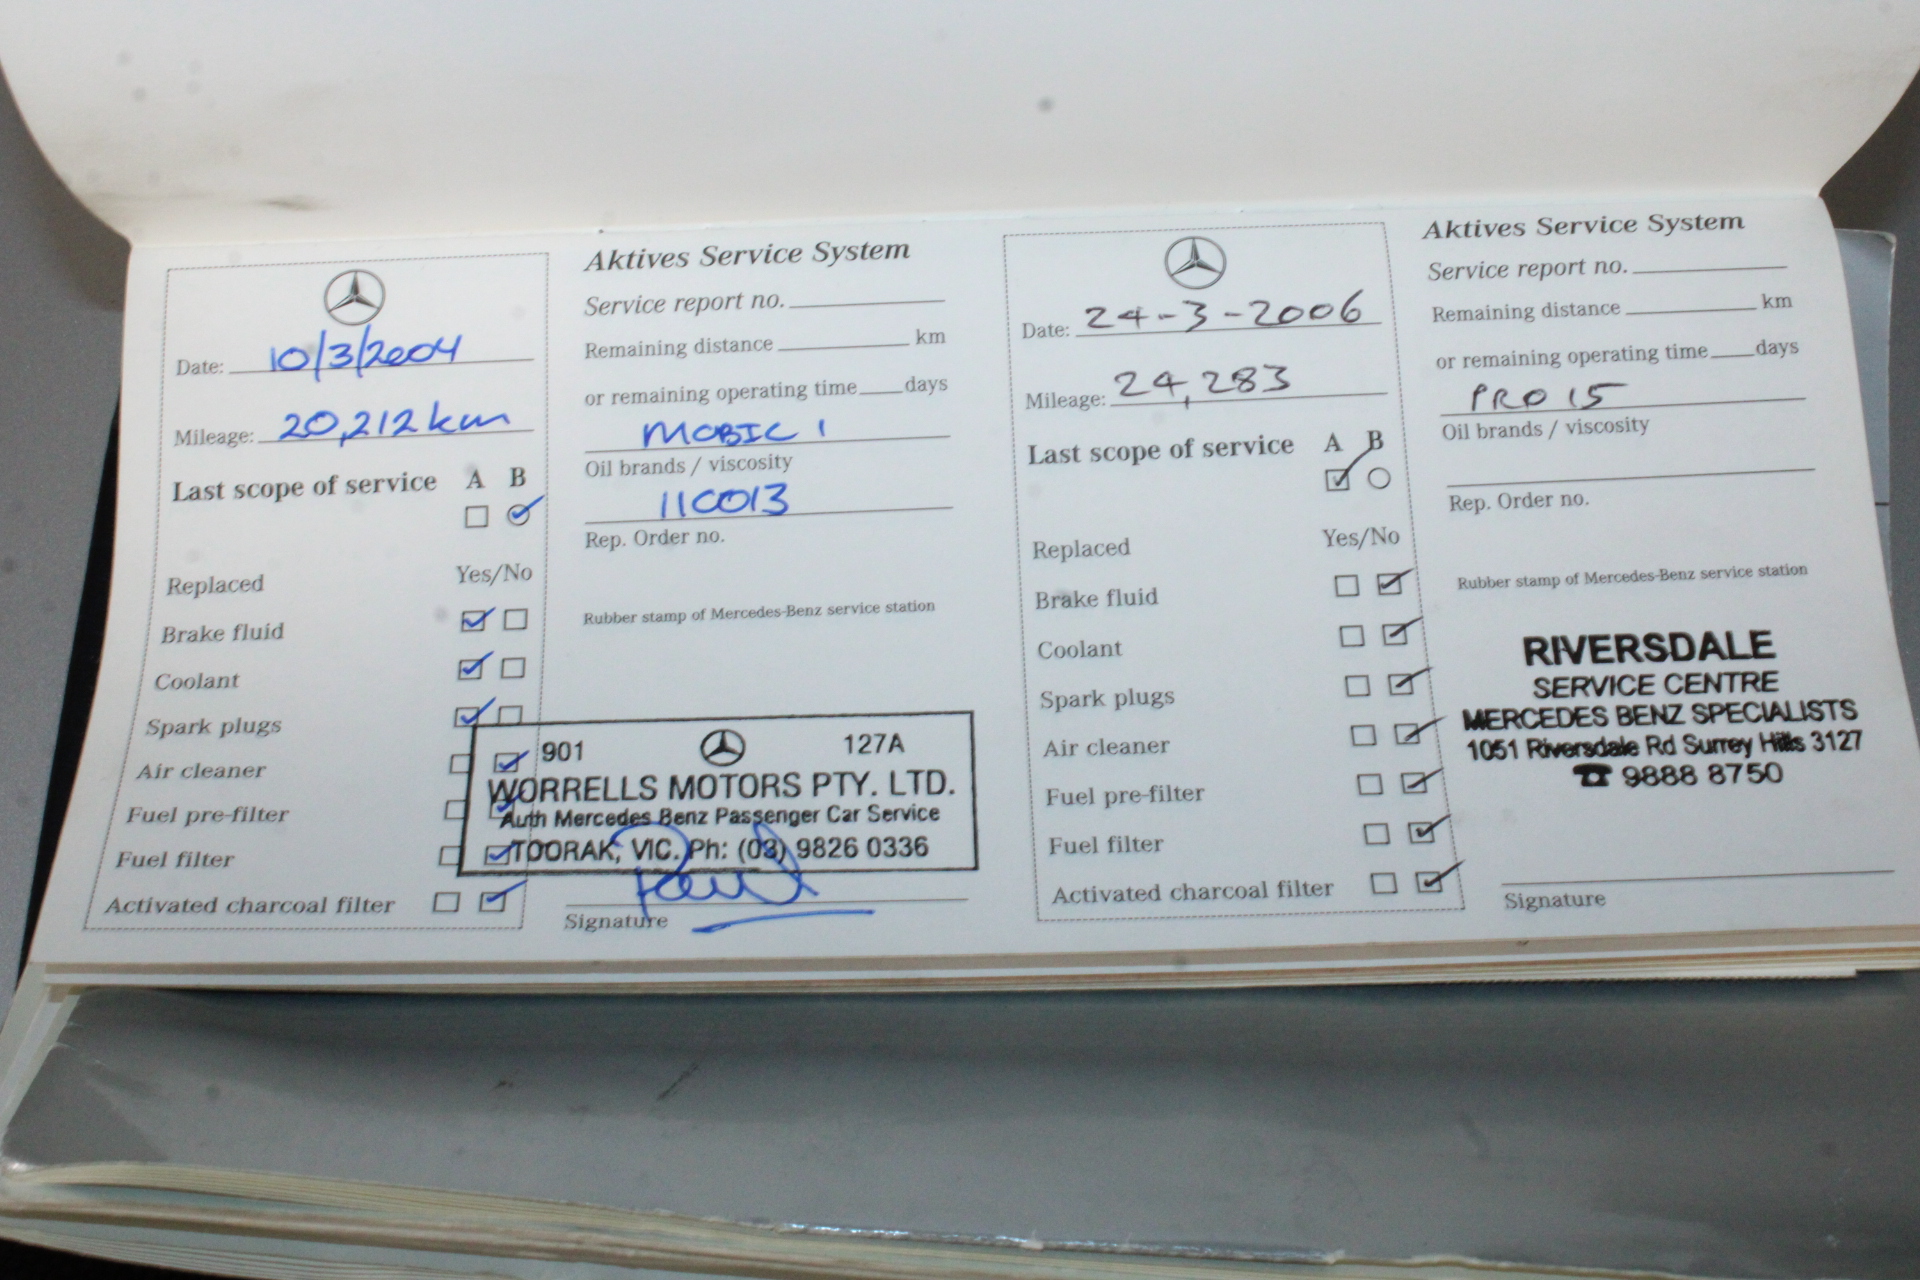 Date: 10/3/2004
Mileage: 20,212 km
Last scope of service A B
Replaced Yes/No
Brake fluid
Coolant
Spark plugs
Air cleaner
Fuel pre-filter
Fuel filter
Activated charcoal filter
Aktives Service System
Service report no.
Remaining distance km
or remaining operating time days
MOBIL 1
Oil brands / viscosity
110013
Rep. Order no.
Rubber stamp of Mercedes-Benz service station
901 127A
WORRELLS MOTORS PTY. LTD.
Auth Mercedes Benz Passenger Car Service
TOORAK, VIC. Ph: (03) 9826 0336
Signature
Date: 24-3-2006
Mileage: 24,283
Last scope of service A B
Replaced Yes/No
Brake fluid
Coolant
Spark plugs
Air cleaner
Fuel pre-filter
Fuel filter
Activated charcoal filter
Aktives Service System
Service report no.
Remaining distance km
or remaining operating time days
PRO 15
Oil brands / viscosity
Rep. Order no.
Rubber stamp of Mercedes-Benz service station
RIVERSDALE
SERVICE CENTRE
MERCEDES BENZ SPECIALISTS
1051 Riversdale Rd Surrey Hills 3127
☎ 9888 8750
Signature